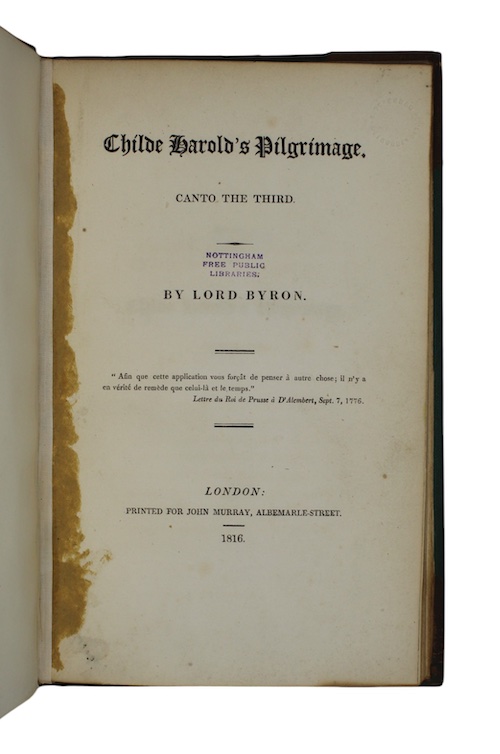 Childe Harold's Pilgrimage.
CANTO THE THIRD.
NOTTINGHAM
FREE PUBLIC
LIBRARIES.
BY LORD BYRON.
"Afin que cette application vous forçât de penser à autre chose; il n'y a
en vérité de remède que celui-là et le temps."
Lettre du Roi de Prusse à D'Alembert, Sept. 7, 1776.
LONDON:
PRINTED FOR JOHN MURRAY, ALBEMARLE-STREET.
1816.